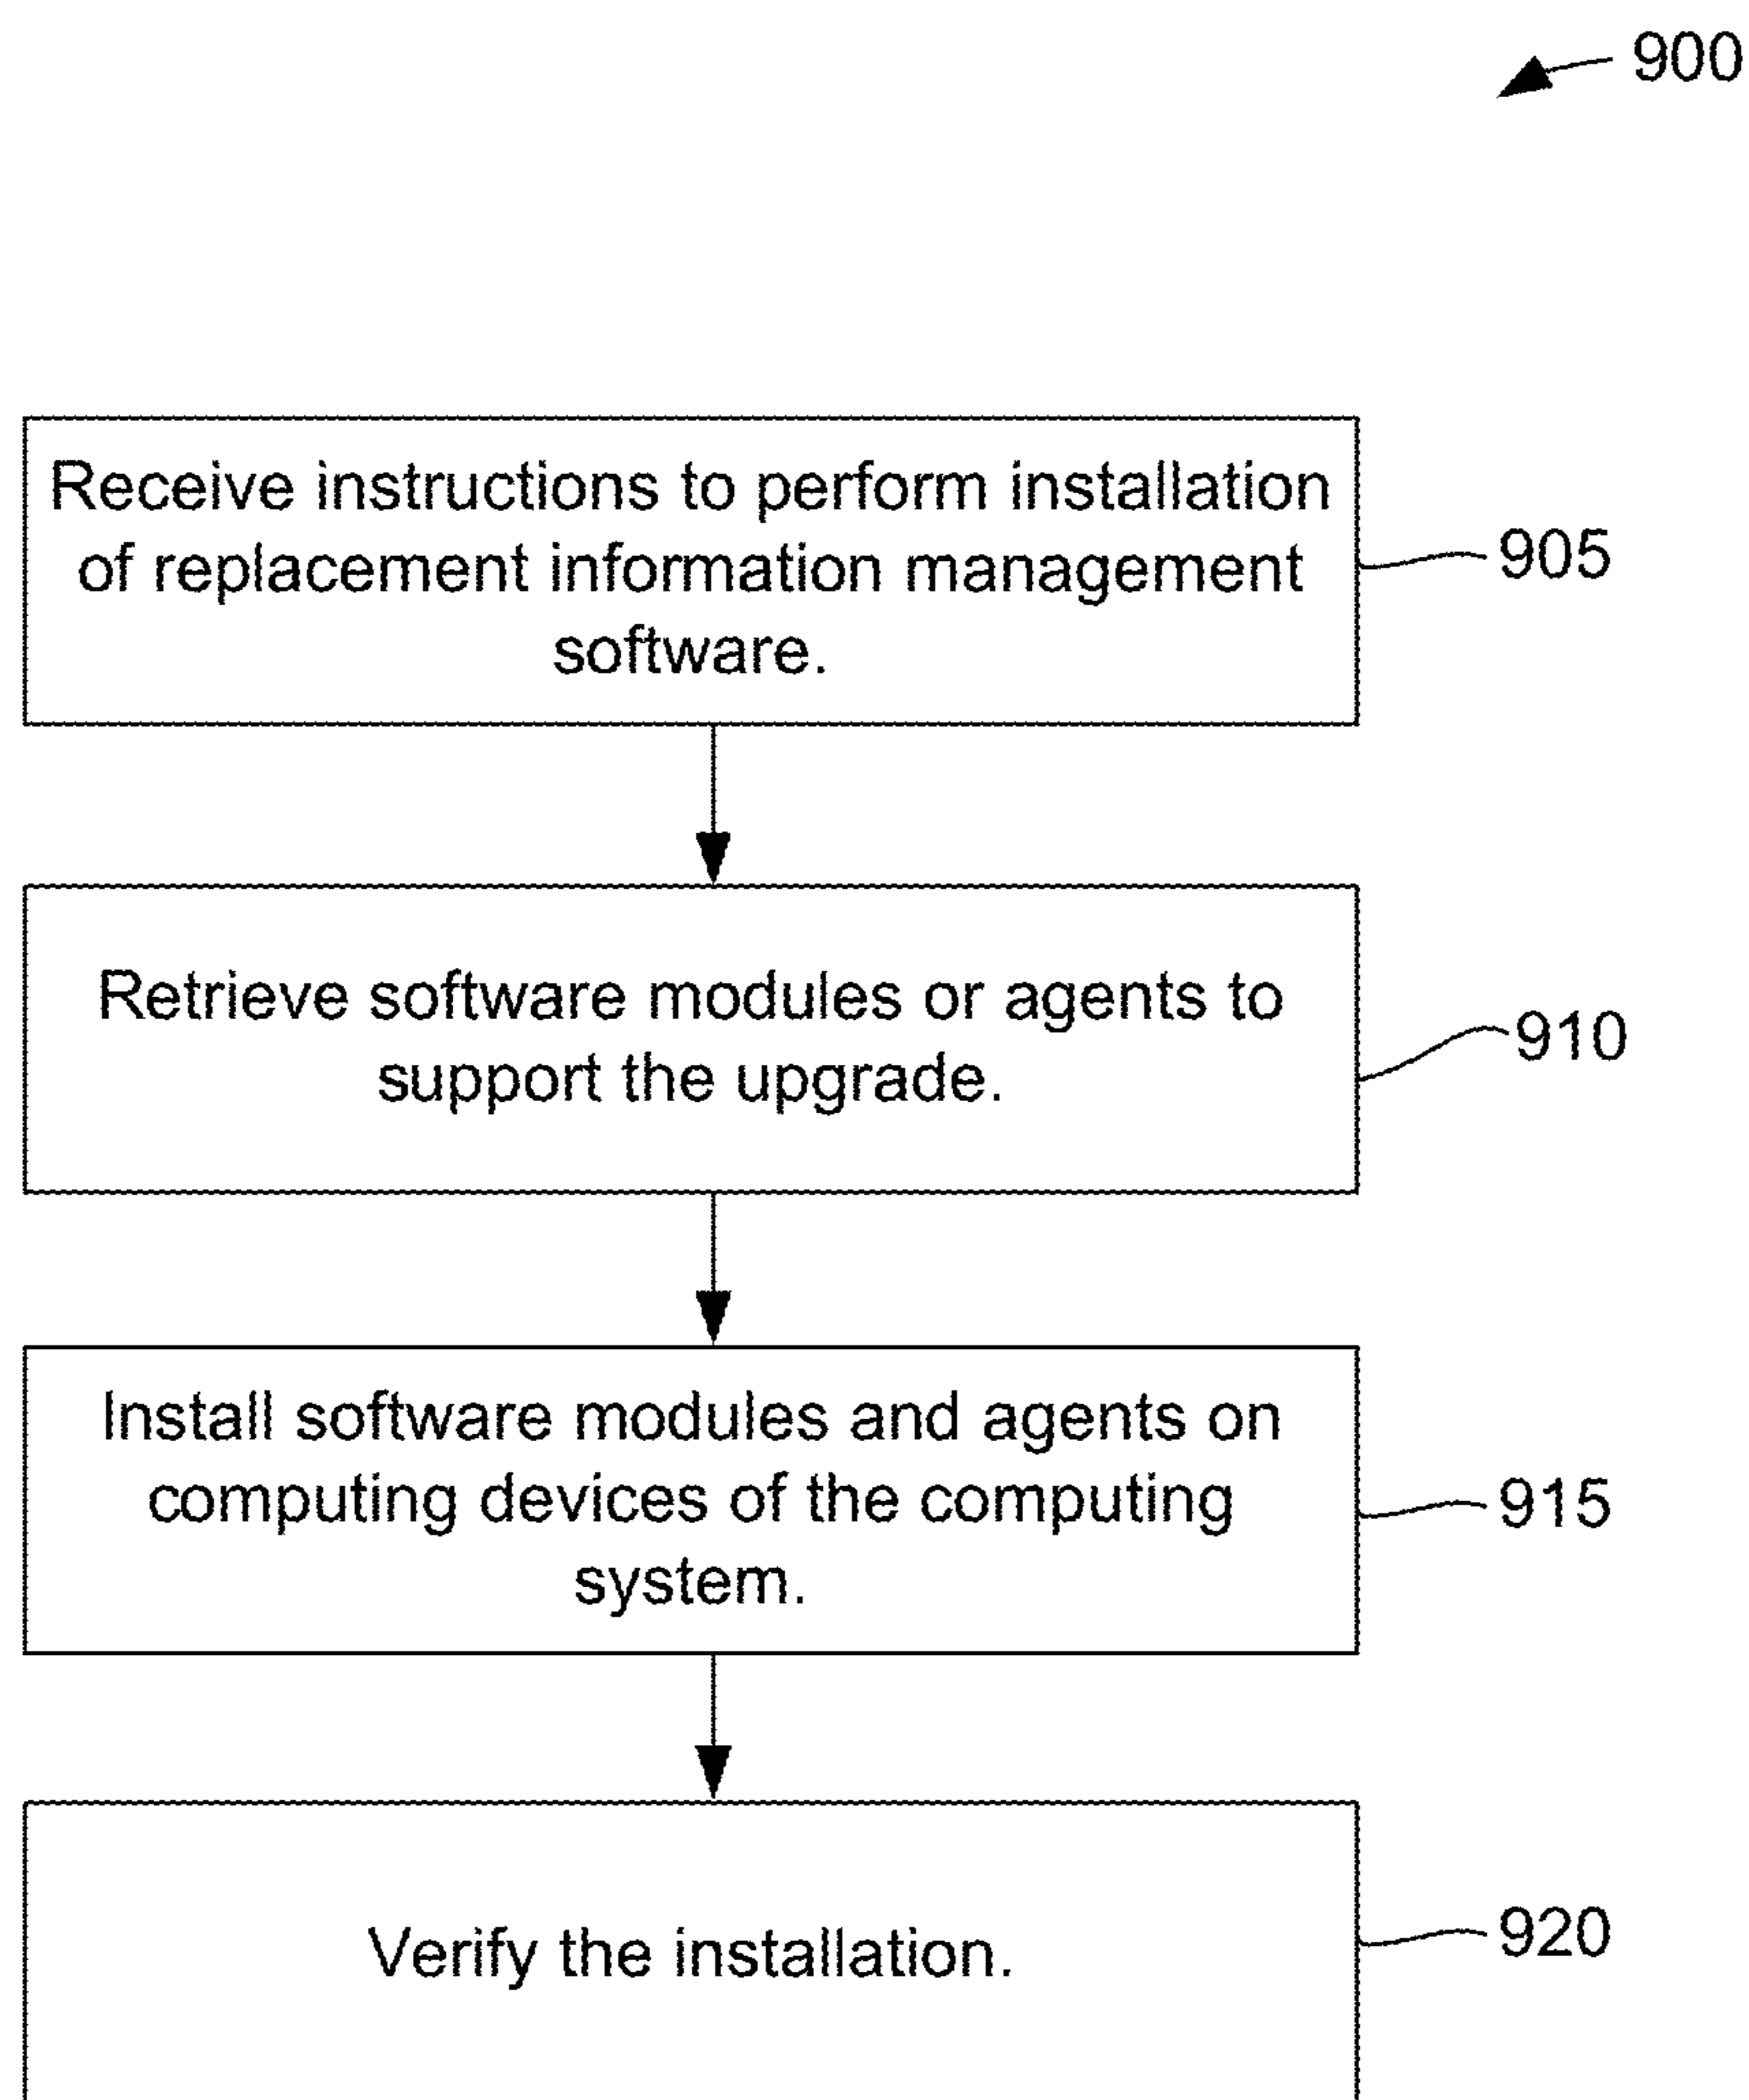 900
Receive instructions to perform installation
of replacement information management
software.
905
Retrieve software modules or agents to
support the upgrade.
910
Install software modules and agents on
computing devices of the computing
system.
915
Verify the installation.
920